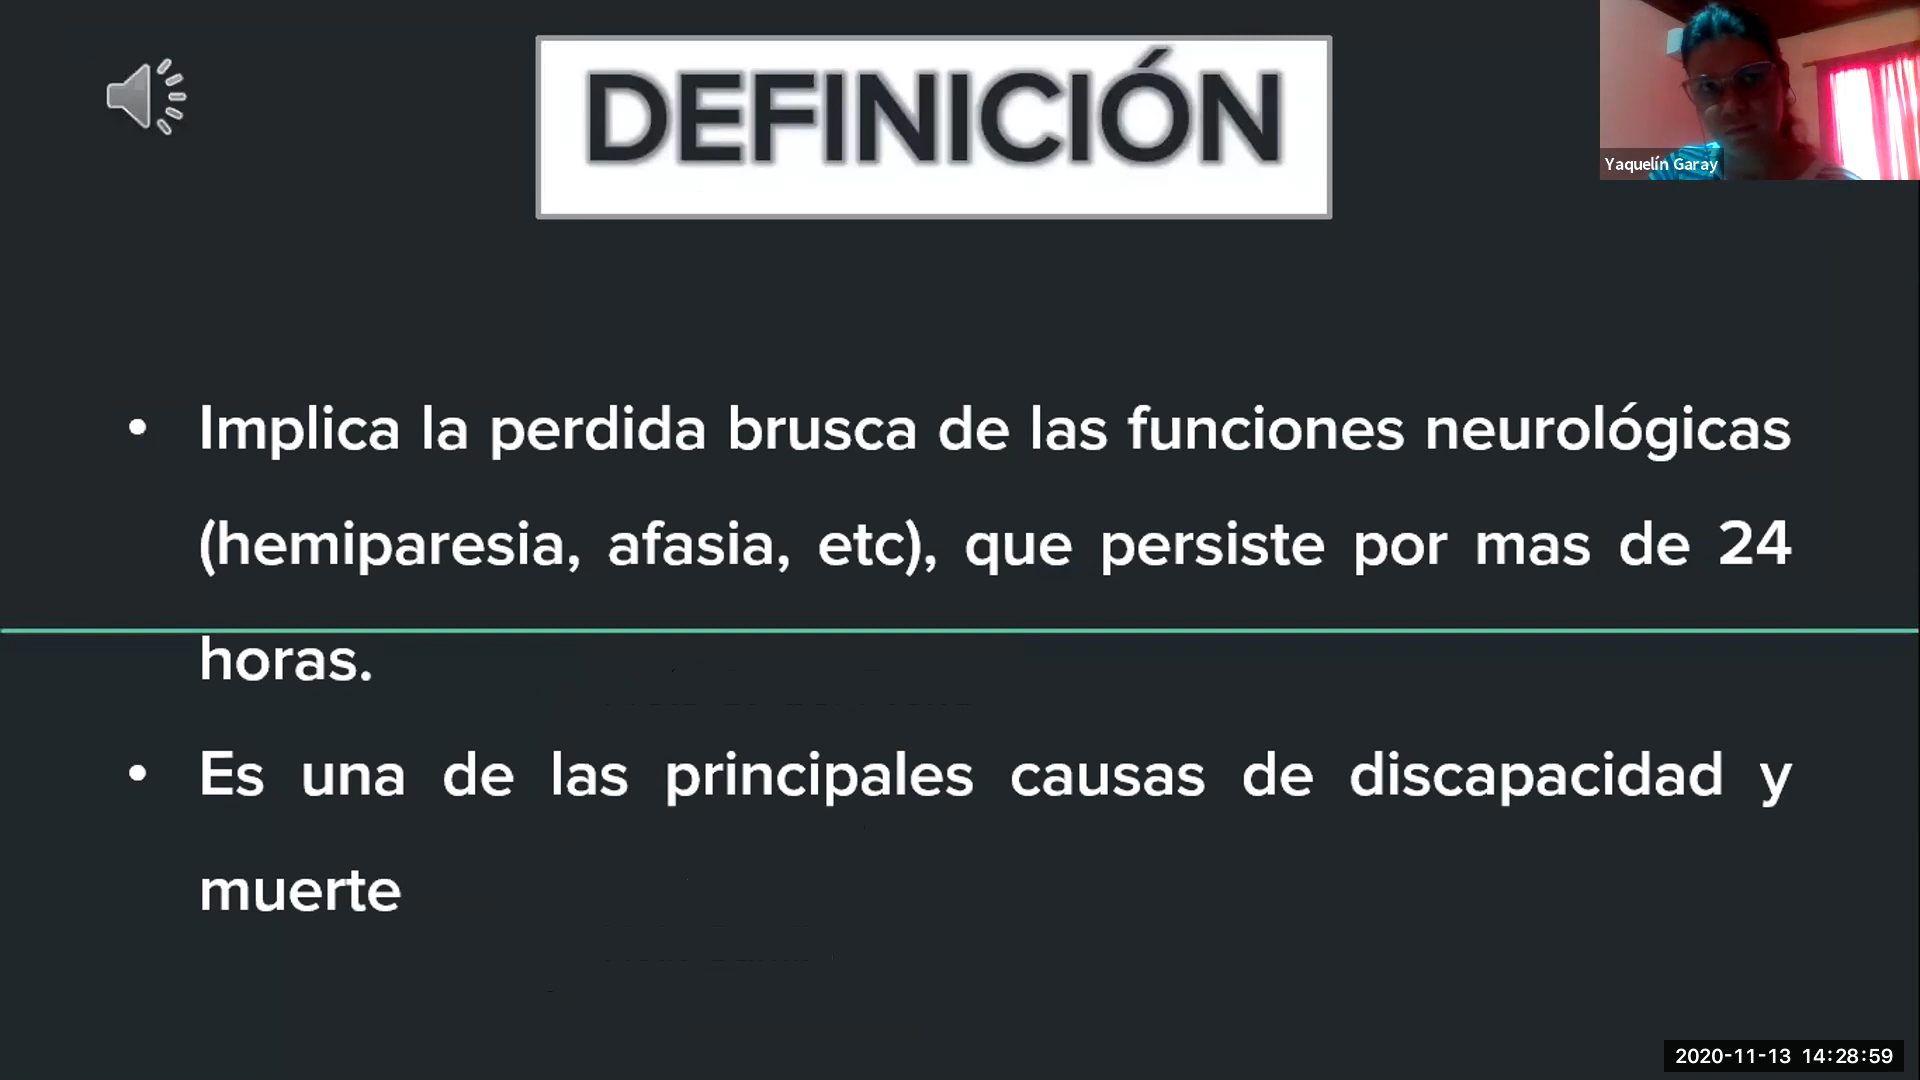 DEFINICIÓN
Yaquelín Garay
• Implica la perdida brusca de las funciones neurológicas
(hemiparesia, afasia, etc), que persiste por mas de 24
horas.
• Es una de las principales causas de discapacidad y
muerte
2020-11-13 14:28:59